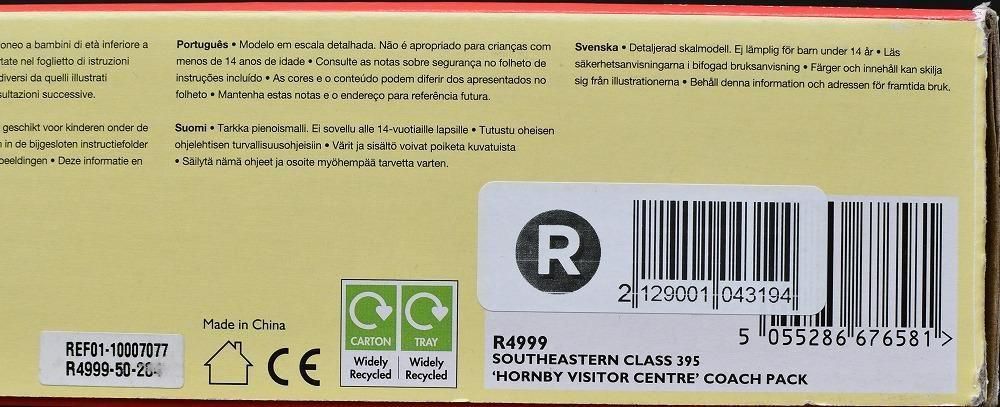 oneo a bambini di età inferiore a
tate nel foglietto di istruzioni
diversi da quelli illustrati
sultazioni successive.
geschikt voor kinderen onder de
n in de bijgesloten instructiefolder
beeldingen • Deze informatie en
Português • Modelo em escala detalhada. Não é apropriado para crianças com
menos de 14 anos de idade • Consulte as notas sobre segurança no folheto de
instruções incluído • As cores e o conteúdo podem diferir dos apresentados no
folheto • Mantenha estas notas e o endereço para referência futura.
Suomi • Tarkka pienoismalli. Ei sovellu alle 14-vuotiaille lapsille • Tutustu oheisen
ohjelehtisen turvallisuusohjeisiin • Värit ja sisältö voivat poiketa kuvatuista
• Säilytä nämä ohjeet ja osoite myöhempää tarvetta varten.
Svenska • Detaljerad skalmodell. Ej lämplig för barn under 14 år • Läs
säkerhetsanvisningarna i bifogad bruksanvisning • Färger och innehåll kan skilja
sig från illustrationerna • Behåll denna information och adressen för framtida bruk.
R
2 129001 043194
5 055286 676581 >
R4999
SOUTHEASTERN CLASS 395
'HORNBY VISITOR CENTRE' COACH PACK
CARTON
Widely
Recycled
TRAY
Widely
Recycled
Made in China
CE
REF01-10007077